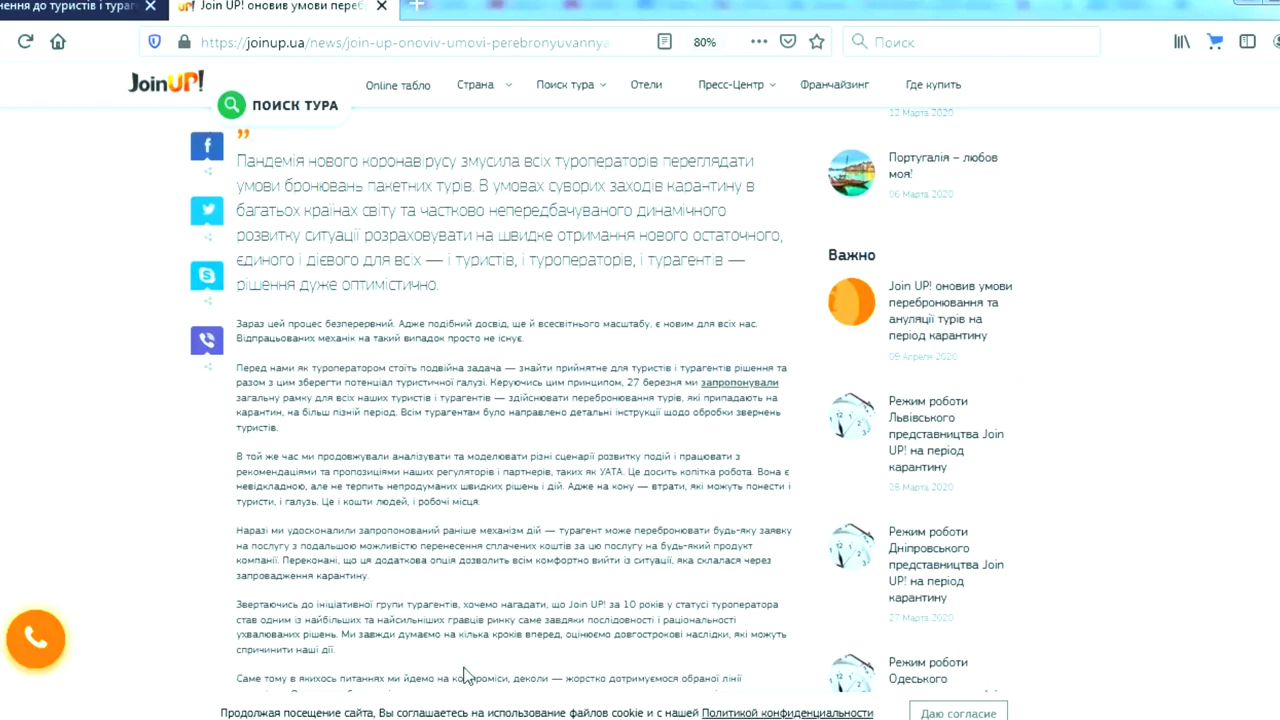 нення до туристів і тураг
Join UP! оновив умови переб
https://joinup.ua/news/join-up-onoviv-umovi-perebronyuvannya
80%
Поиск
JoinUP!
Online табло
Страна
Поиск тура
Отели
Пресс-Центр
Франчайзинг
Где купить
ПОИСК ТУРА
"
Пандемія нового коронавірусу змусила всіх туроператорів переглядати
умови бронювань пакетних турів. В умовах суворих заходів карантину в
багатьох країнах світу та частково непередбачуваного динамічного
розвитку ситуації розраховувати на швидке отримання нового остаточного,
єдиного і дієвого для всіх — і туристів, і туроператорів, і турагентів —
рішення дуже оптимістично.
Зараз цей процес безперервний. Адже подібний досвід, ще й всесвітнього масштабу, є новим для всіх нас.
Відпрацьованих механік на такий випадок просто не існує.
Перед нами як туроператором стоїть подвійна задача — знайти прийнятне для туристів і турагентів рішення та
разом з цим зберегти потенціал туристичної галузі. Керуючись цим принципом, 27 березня ми запропонували
загальну рамку для всіх наших туристів і турагентів — здійснювати перебронювання турів, які припадають на
карантин, на більш пізній період. Всім турагентам було направлено детальні інструкції щодо обробки звернень
туристів.
В той же час ми продовжували аналізувати та моделювати різні сценарії розвитку подій і працювати з
рекомендаціями та пропозиціями наших регуляторів і партнерів, таких як УАТА. Це досить копітка робота. Вона є
невідкладною, але не терпить непродуманих швидких рішень і дій. Адже на кону — втрати, які можуть понести і
туристи, і галузь. Це і кошти людей, і робочі місця.
Наразі ми удосконалили запропонований раніше механізм дій — турагент може перебронювати будь-яку заявку
на послугу з подальшою можливістю перенесення сплачених коштів за цю послугу на будь-який продукт
компанії. Переконані, що ця додаткова опція дозволить всім комфортно вийти із ситуації, яка склалася через
запровадження карантину.
Звертаючись до ініціативної групи турагентів, хочемо нагадати, що Join UP! за 10 років у статусі туроператора
став одним із найбільших та найсильніших гравців ринку саме завдяки послідовності і раціональності
ухвалюваних рішень. Ми завжди думаємо на кілька кроків вперед, оцінюємо довгострокові наслідки, які можуть
спричинити наші дії.
Саме тому в якихось питаннях ми йдемо на компроміси, деколи — жорстко дотримуємося обраної лінії
12 Марта 2020
Португалія – любов
моя!
06 Марта 2020
Важно
Join UP! оновив умови
перебронювання та
ануляції турів на
період карантину
09 Апреля 2020
Режим роботи
Львівського
представництва Join
UP! на період
карантину
28 Марта 2020
Режим роботи
Дніпровського
представництва Join
UP! на період
карантину
27 Марта 2020
Режим роботи
Одеського
Продолжая посещение сайта, Вы соглашаетесь на использование файлов cookie и с нашей Политикой конфиденциальности
Даю согласие